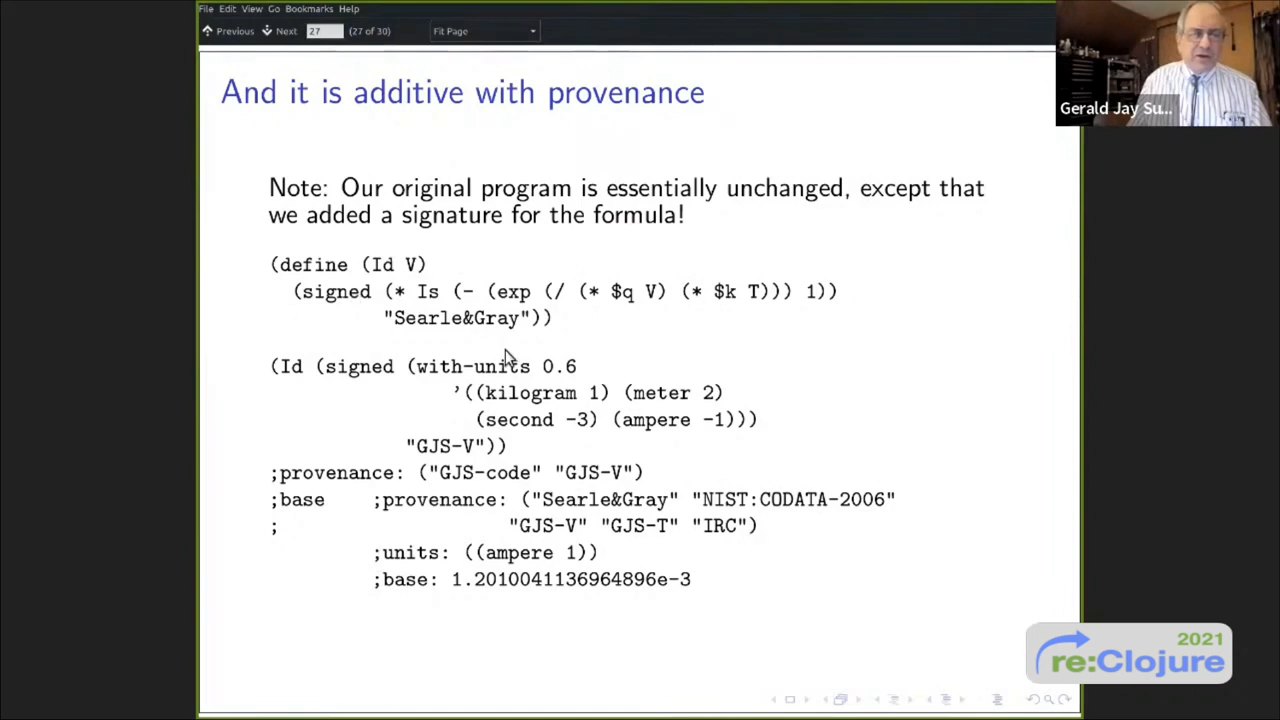 File Edit View Go Bookmarks Help
Previous Next 27 (27 of 30) Fit Page
And it is additive with provenance
Gerald Jay Su...
Note: Our original program is essentially unchanged, except that
we added a signature for the formula!
(define (Id V)
(signed (* Is (- (exp (/ (* $q V) (* $k T))) 1))
"Searle&Gray"))
(Id (signed (with-units 0.6
'((kilogram 1) (meter 2)
(second -3) (ampere -1)))
"GJS-V"))
;provenance: ("GJS-code" "GJS-V")
;base ;provenance: ("Searle&Gray" "NIST:CODATA-2006"
; "GJS-V" "GJS-T" "IRC")
;units: ((ampere 1))
;base: 1.2010041136964896e-3
2021
re:Clojure